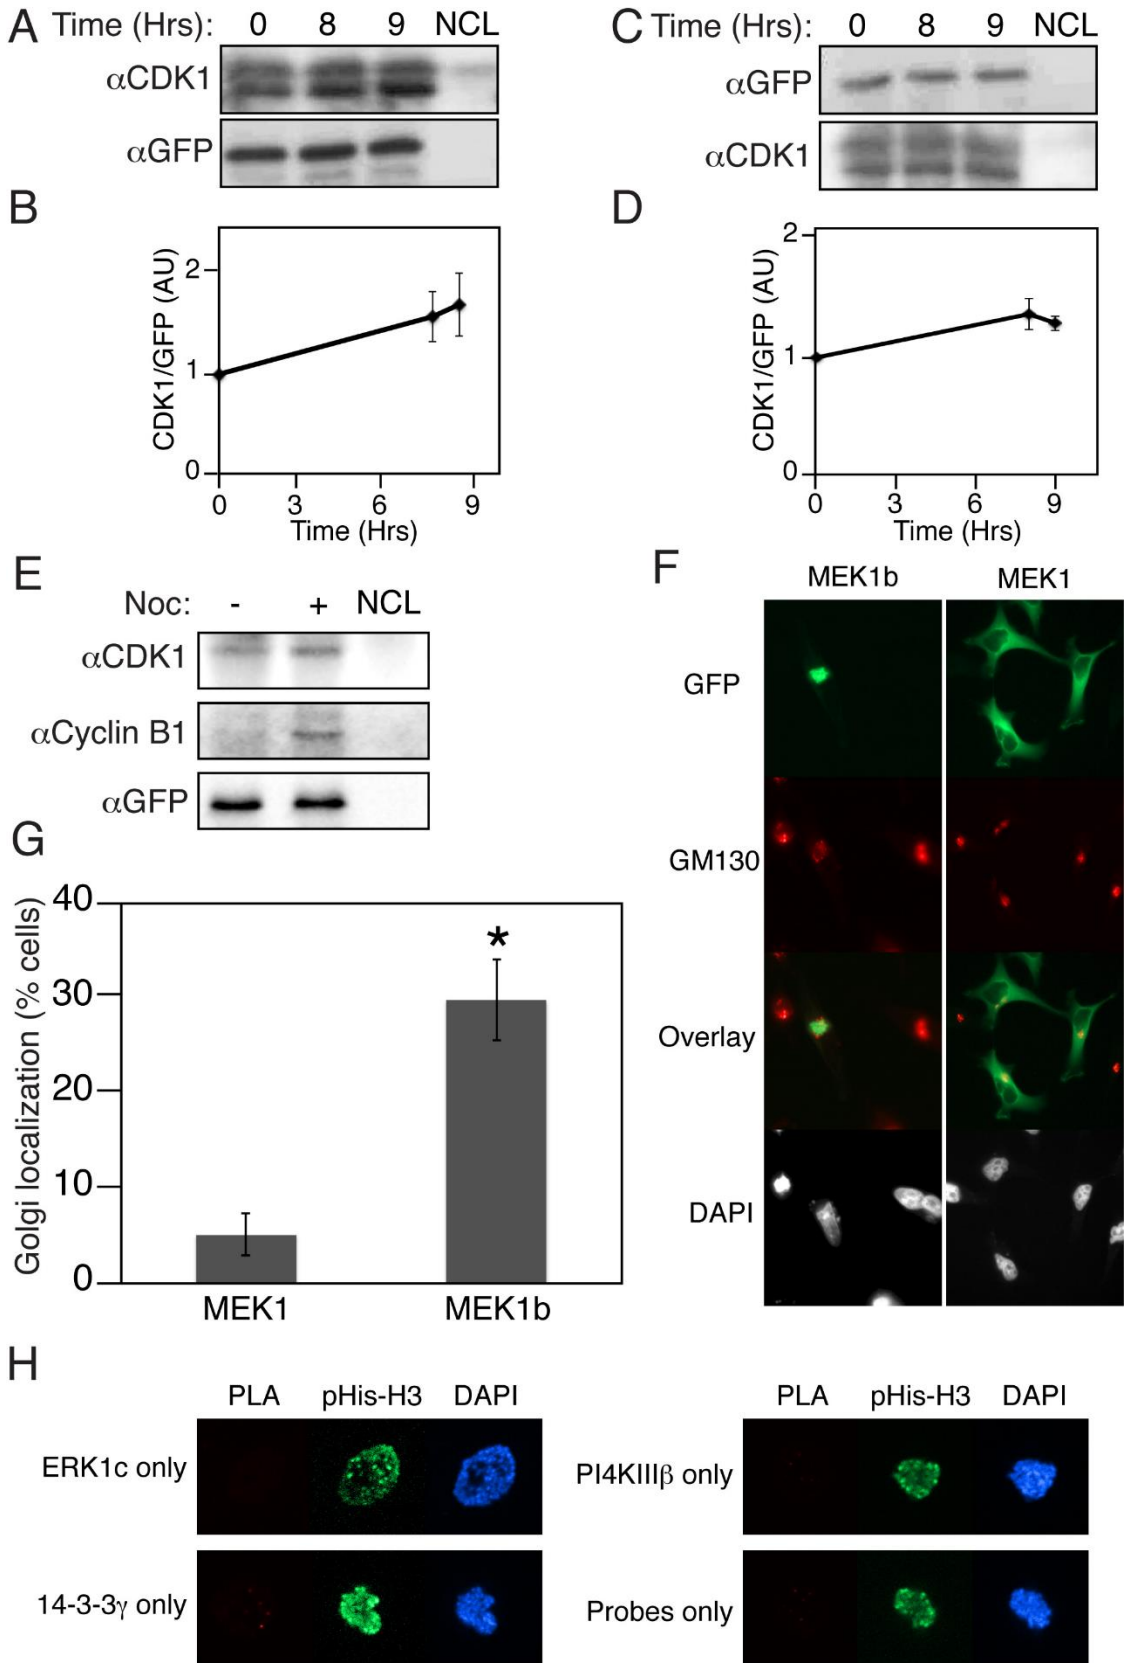 A Time (Hrs): 0 8 9 NCL
αCDK1
αGFP
B
CDK1/GFP (AU)
2
1
0
0 3 6 9
Time (Hrs)
C Time (Hrs): 0 8 9 NCL
αGFP
αCDK1
D
CDK1/GFP (AU)
2
1
0
0 3 6 9
Time (Hrs)
E
Noc: - + NCL
αCDK1
αCyclin B1
αGFP
F
MEK1b MEK1
GFP
GM130
Overlay
DAPI
G
Golgi localization (% cells)
40
30
20
10
0
*
MEK1 MEK1b
H
PLA pHis-H3 DAPI
ERK1c only
14-3-3γ only
PLA pHis-H3 DAPI
PI4KIIIβ only
Probes only